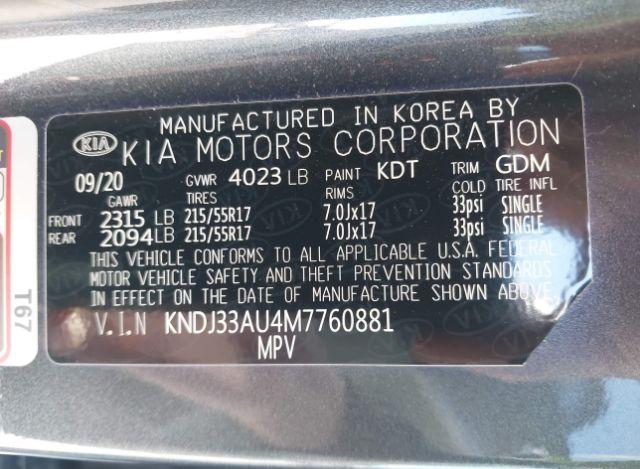 MANUFACTURED IN KOREA BY
KIA KIA MOTORS CORPORATION
09/20 GVWR 4023 LB PAINT KDT TRIM GDM
GAWR RIMS COLD TIRE INFL
FRONT 2315 LB 215/55R17 7.0Jx17 33psi SINGLE
REAR 2094 LB 215/55R17 7.0Jx17 33psi SINGLE
THIS VEHICLE CONFORMS TO ALL APPLICABLE U.S.A. FEDERAL
MOTOR VEHICLE SAFETY AND THEFT PREVENTION STANDARDS
IN EFFECT ON THE DATE OF MANUFACTURE SHOWN ABOVE.
V.I.N KNDJ33AU4M7760881
MPV
T67